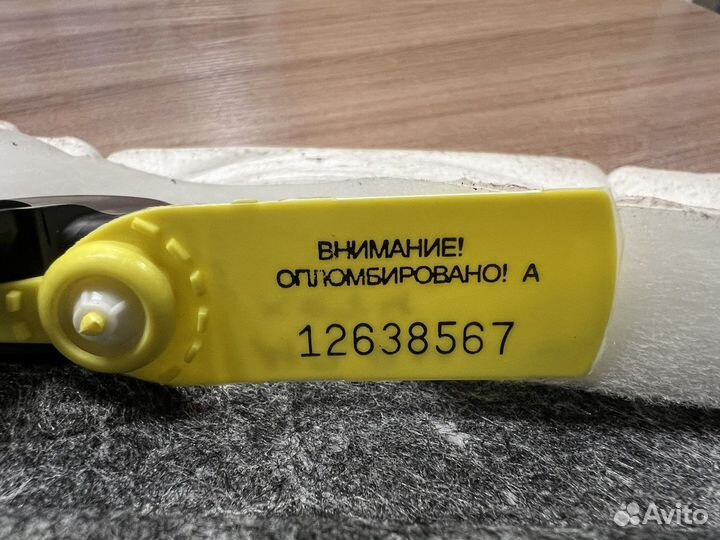 ВНИМАНИЕ!
ОПЛОМБИРОВАНО! А
12638567
Avito